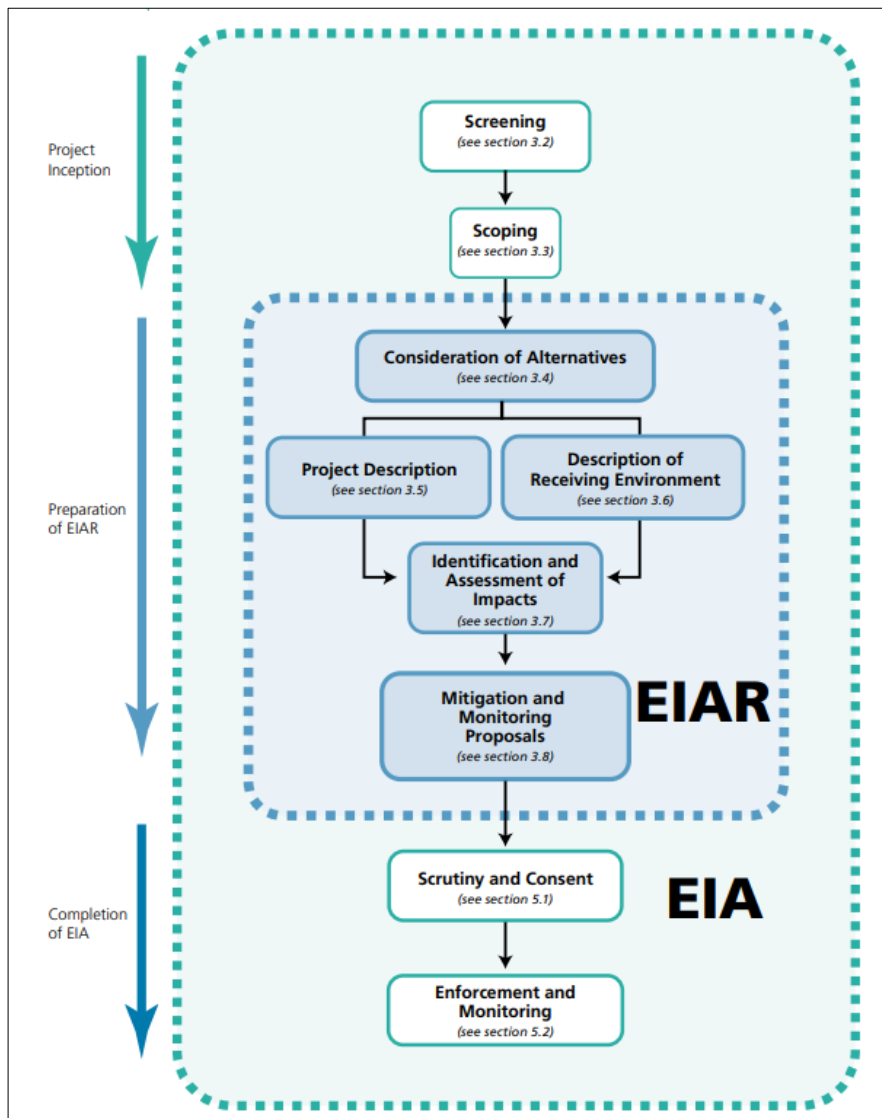 Project
Inception
Screening
(see section 3.2)
Scoping
(see section 3.3)
Preparation
of EIAR
Consideration of Alternatives
(see section 3.4)
Project Description
(see section 3.5)
Description of
Receiving Environment
(see section 3.6)
Identification and
Assessment of
Impacts
(see section 3.7)
Mitigation and
Monitoring
Proposals
(see section 3.8)
EIAR
Completion
of EIA
Scrutiny and Consent
(see section 5.1)
EIA
Enforcement and
Monitoring
(see section 5.2)